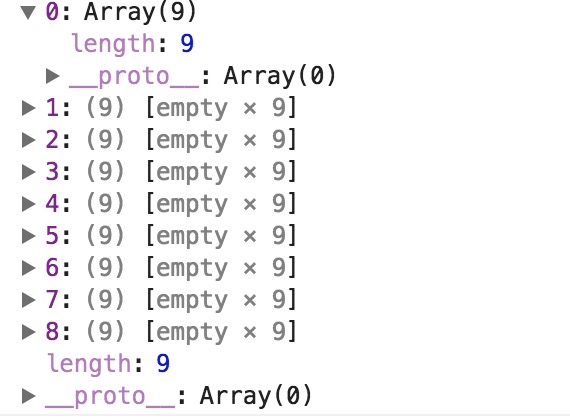 ▼ 0: Array(9)
length: 9
▶ __proto__: Array(0)
▶ 1: (9) [empty × 9]
▶ 2: (9) [empty × 9]
▶ 3: (9) [empty × 9]
▶ 4: (9) [empty × 9]
▶ 5: (9) [empty × 9]
▶ 6: (9) [empty × 9]
▶ 7: (9) [empty × 9]
▶ 8: (9) [empty × 9]
length: 9
▶ __proto__: Array(0)